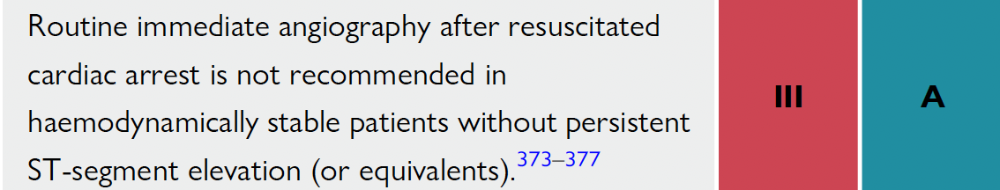 Routine immediate angiography after resuscitated
cardiac arrest is not recommended in
haemodynamically stable patients without persistent
ST-segment elevation (or equivalents).373–377
III
A